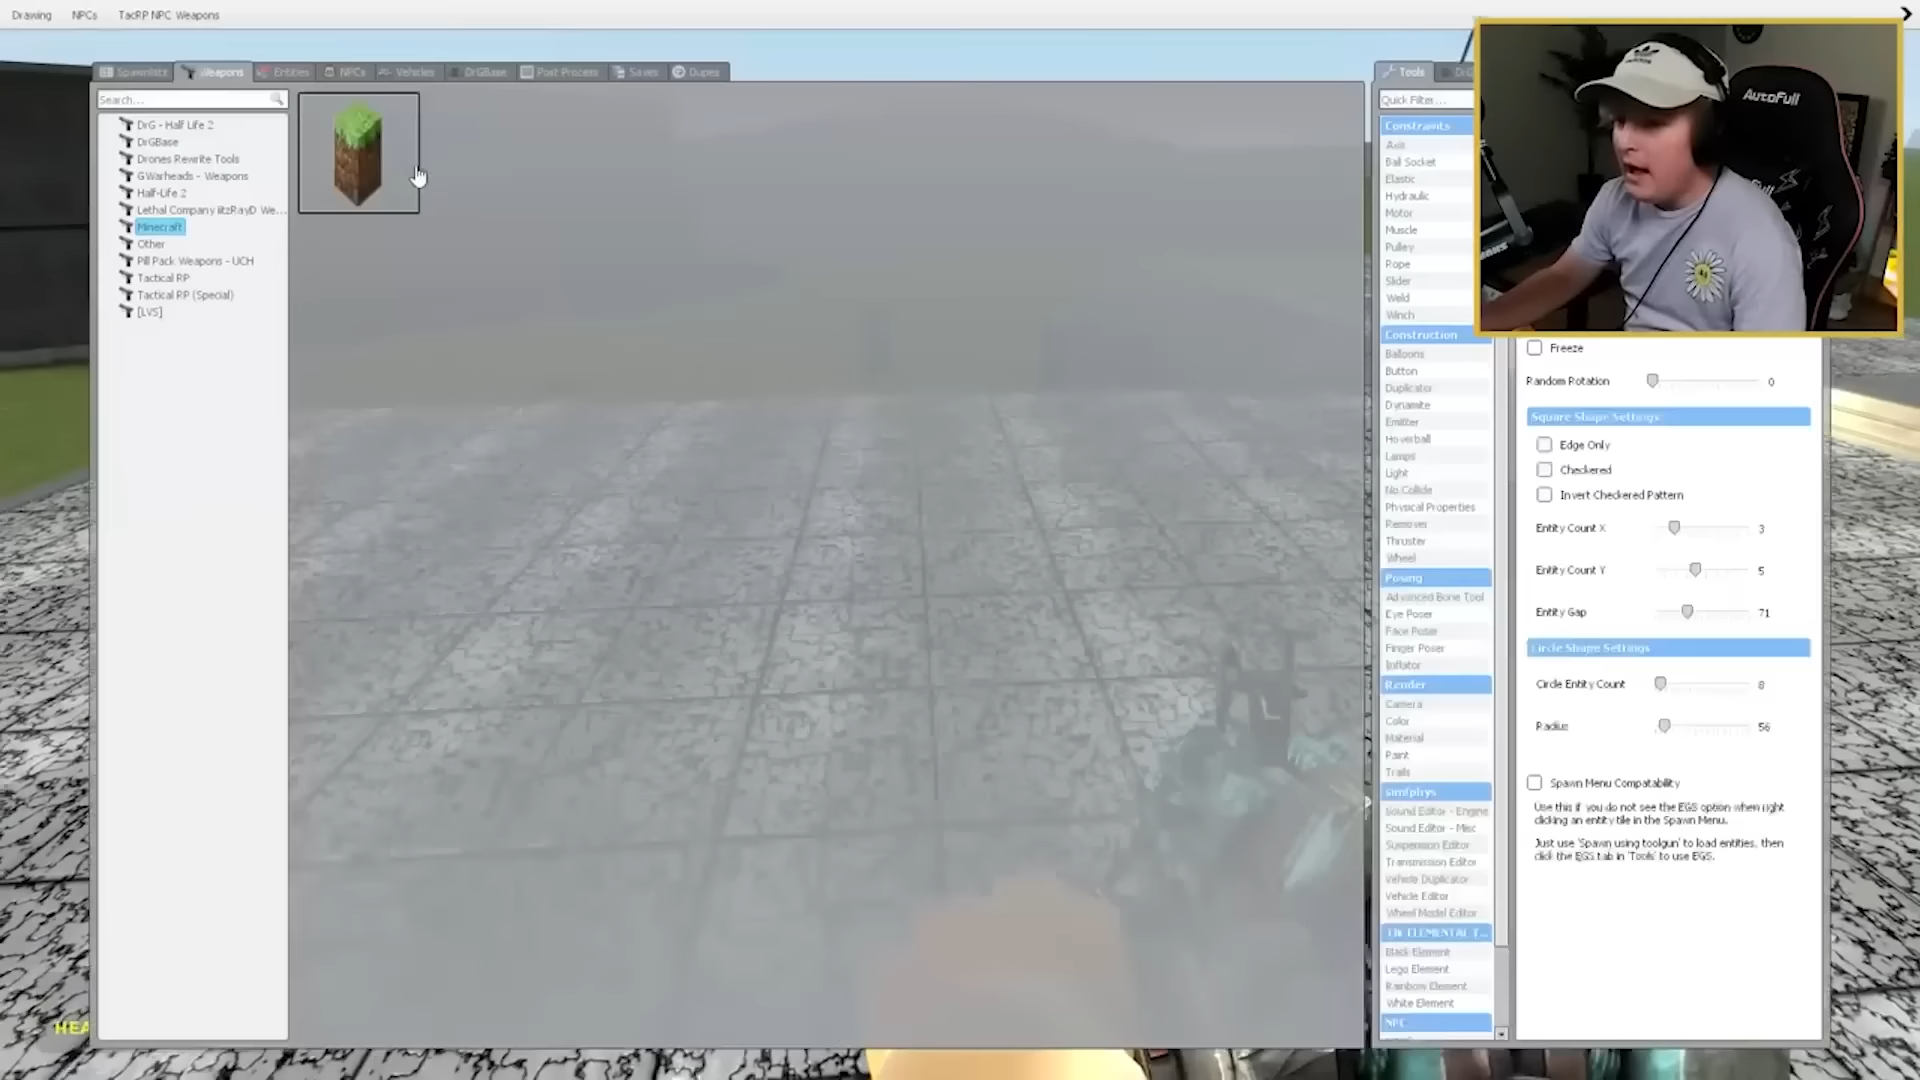 Drawing NPCs TacRP NPC Weapons
Spawnlists Weapons Entities NPCs Vehicles DrGBase Post Process Saves Dupes
Search...
DrG - Half Life 2
DrGBase
Drones Rewrite Tools
GWarheads - Weapons
Half-Life 2
Lethal Company litzRayD We...
Minecraft
Other
Pill Pack Weapons - UCH
Tactical RP
Tactical RP (Special)
[LVS]
HEA
Tools
Quick Filter...
Constraints
Axis
Ball Socket
Elastic
Hydraulic
Motor
Muscle
Pulley
Rope
Slider
Weld
Winch
Construction
Balloons
Button
Duplicator
Dynamite
Emitter
Hoverball
Lamps
Light
No Collide
Physical Properties
Remover
Thruster
Wheel
Posing
Advanced Bone Tool
Eye Poser
Face Poser
Finger Poser
Inflator
Render
Camera
Color
Material
Paint
Trails
simfphys
Sound Editor - Engine
Sound Editor - Misc
Suspension Editor
Transmission Editor
Vehicle Duplicator
Vehicle Editor
Wheel Model Editor
Black Element
Lego Element
Rainbow Element
White Element
NPC
AutoFull
Freeze
Random Rotation 0
Square Shape Settings
Edge Only
Checkered
Invert Checkered Pattern
Entity Count X 3
Entity Count Y 5
Entity Gap 71
Circle Shape Settings
Circle Entity Count 8
Radius 56
Spawn Menu Compatability
Use this if you do not see the EGS option when right
clicking an entity tile in the Spawn Menu.
Just use 'Spawn using toolgun' to load entities, then
click the EGS tab in 'Tools' to use EGS.